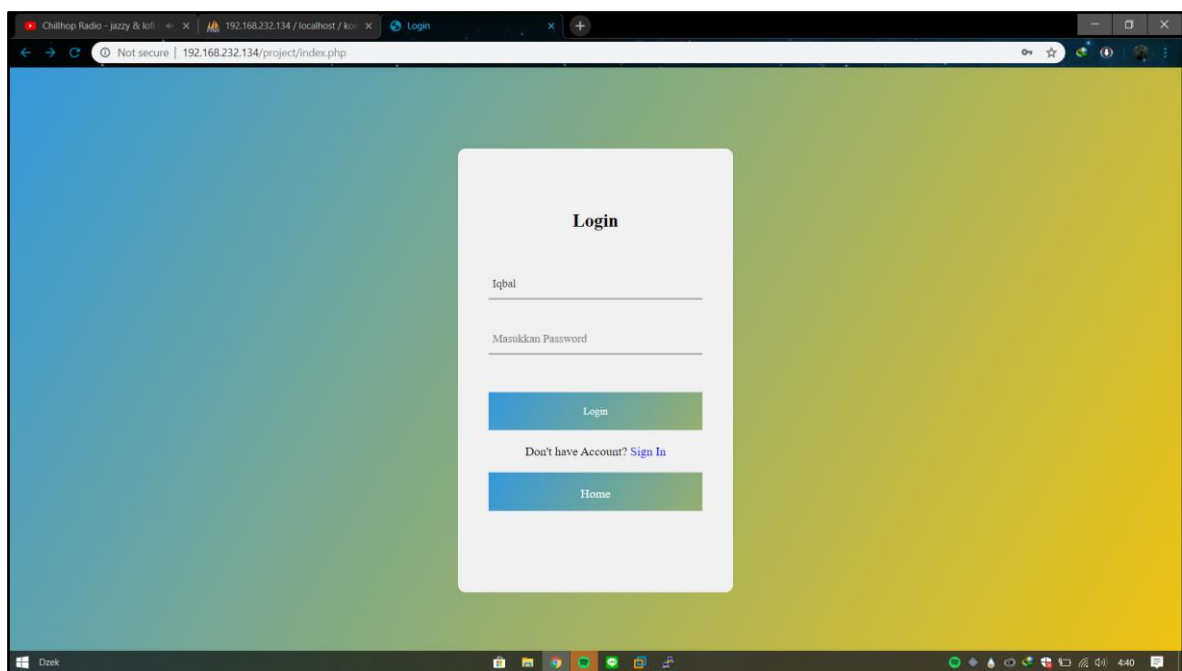 Chillhop Radio - jazzy & lofi
192.168.232.134 / localhost / kon
Login
Not secure | 192.168.232.134/project/index.php
Login
Iqbal
Masukkan Password
Login
Don't have Account? Sign In
Home
Dzek
4:40